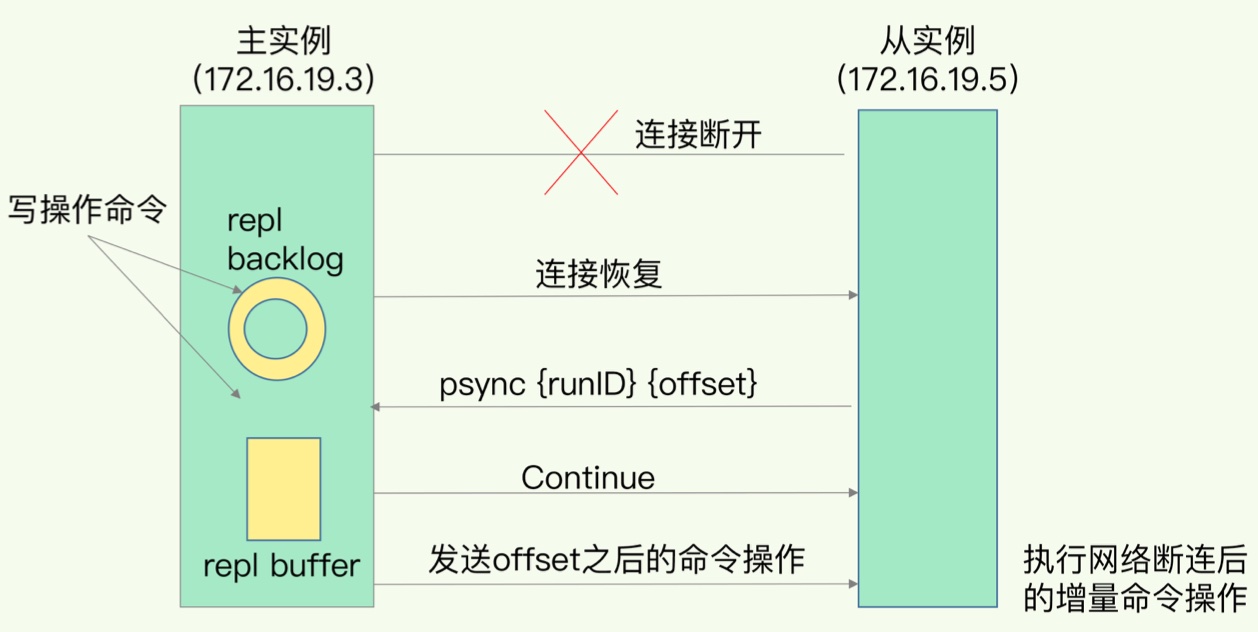 主实例
(172.16.19.3)
从实例
(172.16.19.5)
连接断开
写操作命令
repl
backlog
连接恢复
psync {runID} {offset}
Continue
repl buffer
发送offset之后的命令操作
执行网络断连后
的增量命令操作